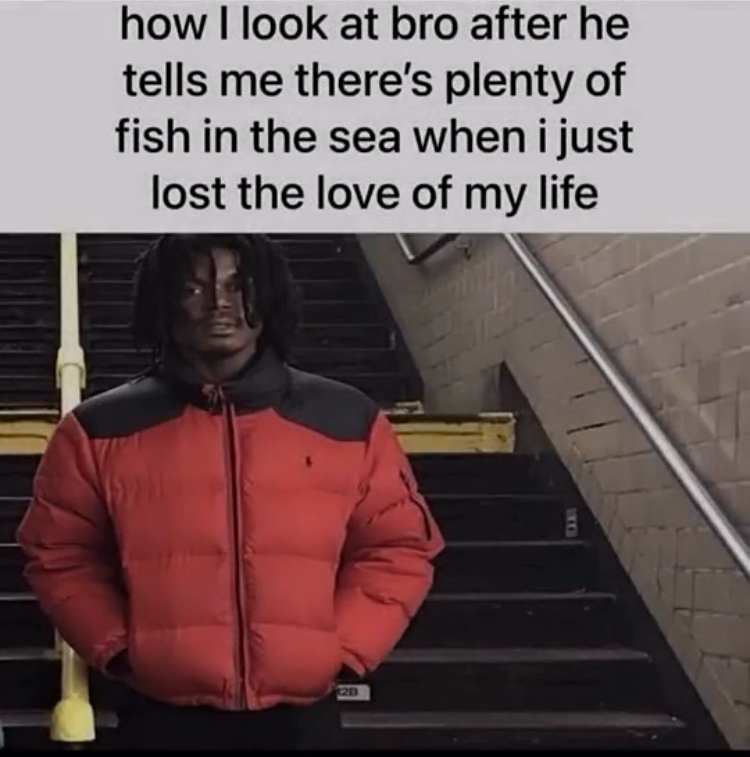 how I look at bro after he
tells me there's plenty of
fish in the sea when i just
lost the love of my life
128